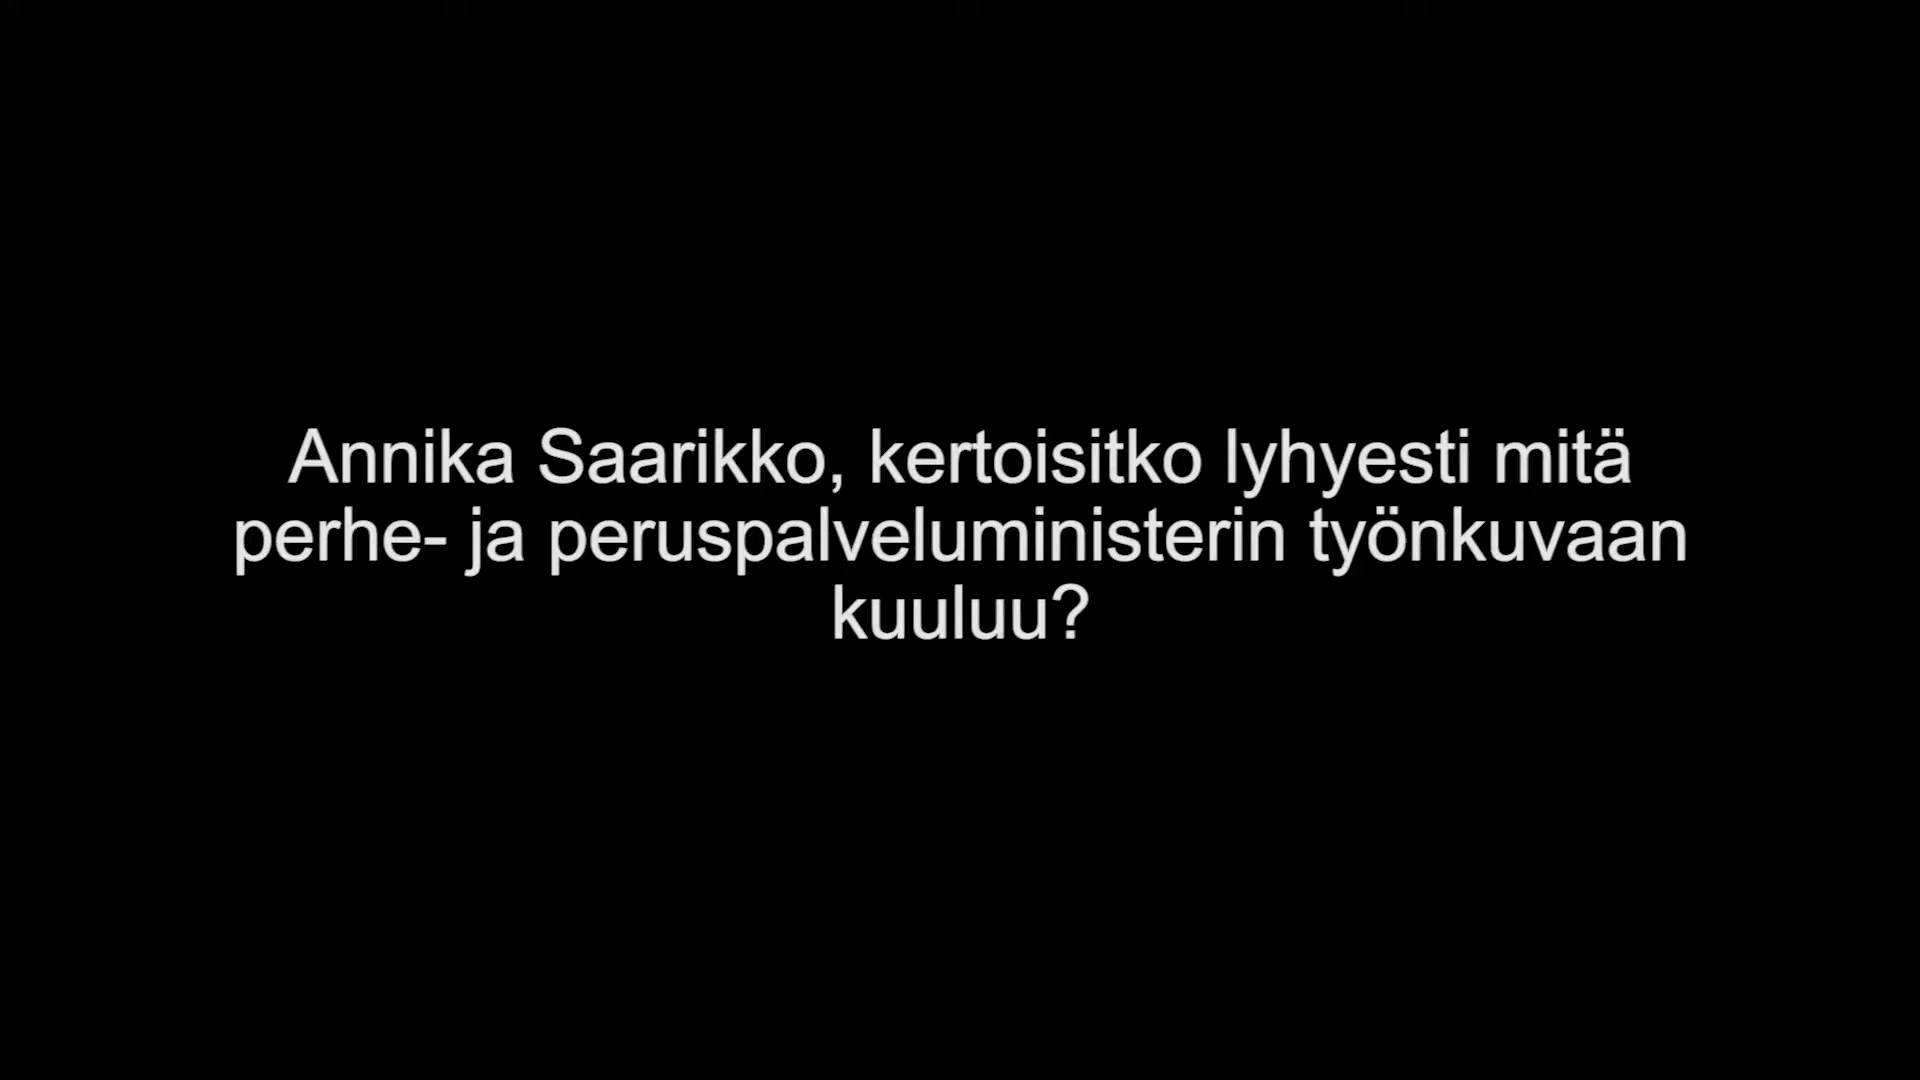 Annika Saarikko, kertoisitko lyhyesti mitä
perhe- ja peruspalveluministerin työnkuvaan
kuuluu?